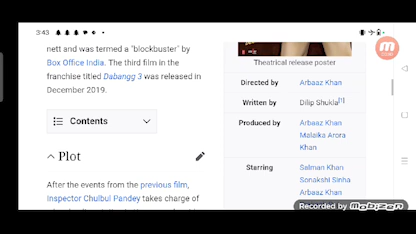 3:43
nett and was termed a 'blockbuster' by
Box Office India. The third film in the
franchise titled Dabangg 3 was released in
December 2019.
Contents
Plot
After the events from the previous film,
Inspector Chulbul Pandey takes charge of
Theatrical release poster
Directed by Arbaaz Khan
Written by Dilip Shukla[1]
Produced by Arbaaz Khan
Malaika Arora
Khan
Starring Salman Khan
Sonakshi Sinha
Arbaaz Khan
Recorded by Mobizen